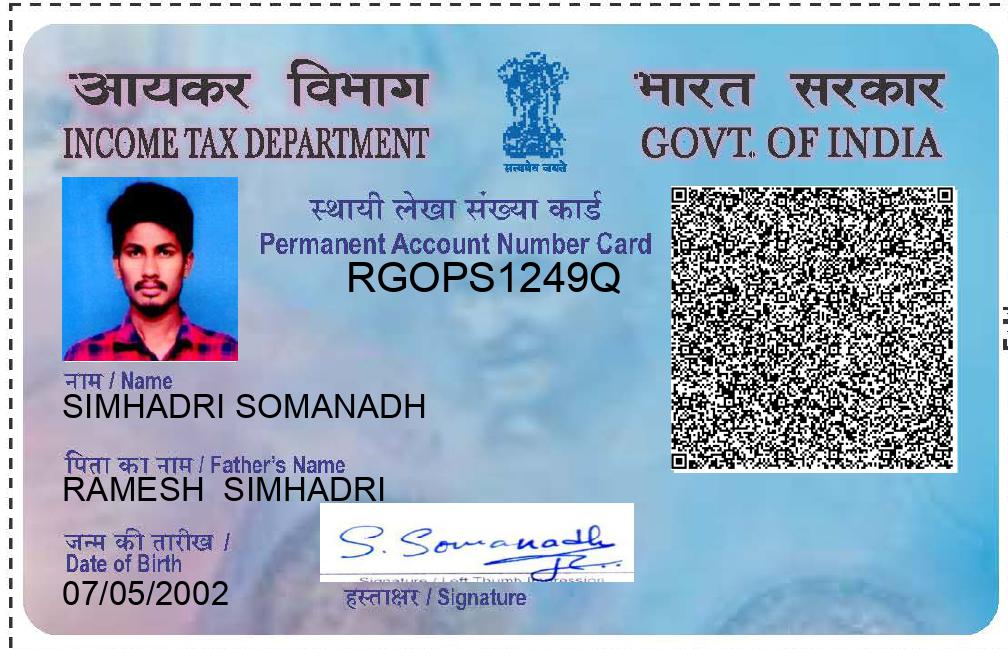 आयकर विभाग
INCOME TAX DEPARTMENT
सत्यमेव जयते
भारत सरकार
GOVT. OF INDIA
स्थायी लेखा संख्या कार्ड
Permanent Account Number Card
RGOPS1249Q
नाम / Name
SIMHADRI SOMANADH
पिता का नाम / Father's Name
RAMESH SIMHADRI
जन्म की तारीख /
Date of Birth
07/05/2002
S. Somanadh
Signature / Left Thumb Impression
हस्ताक्षर / Signature